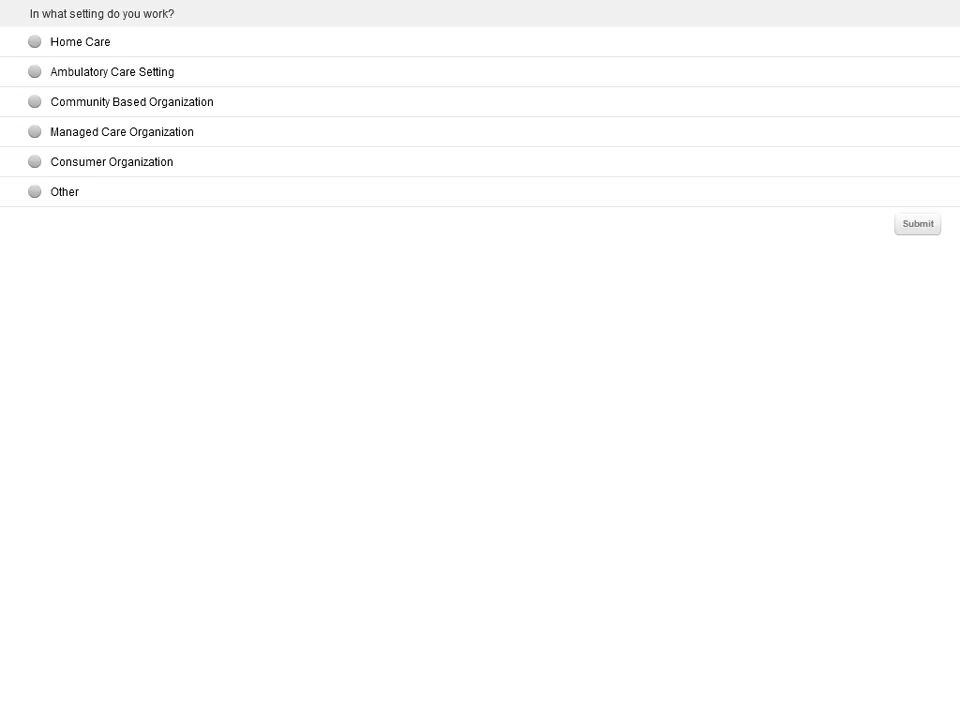 In what setting do you work?
Home Care
Ambulatory Care Setting
Community Based Organization
Managed Care Organization
Consumer Organization
Other
Submit